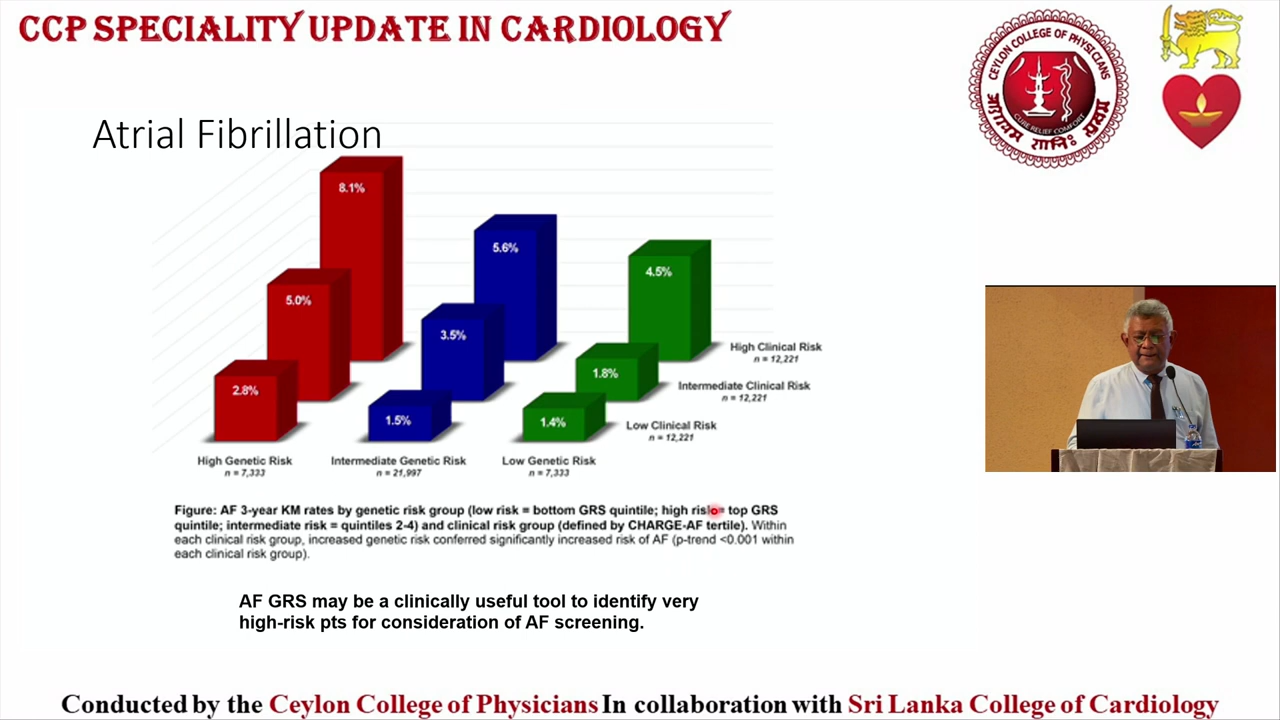 CCP SPECIALITY UPDATE IN CARDIOLOGY
CEYLON COLLEGE OF PHYSICIANS
CURE RELIEF COMFORT
Atrial Fibrillation
8.1%
5.6%
4.5%
5.0%
3.5%
1.8%
2.8%
1.5%
1.4%
High Clinical Risk
n = 12,221
Intermediate Clinical Risk
n = 12,221
Low Clinical Risk
n = 12,221
High Genetic Risk
n = 7,333
Intermediate Genetic Risk
n = 21,997
Low Genetic Risk
n = 7,333
Figure: AF 3-year KM rates by genetic risk group (low risk = bottom GRS quintile; high risk = top GRS
quintile; intermediate risk = quintiles 2-4) and clinical risk group (defined by CHARGE-AF tertile). Within
each clinical risk group, increased genetic risk conferred significantly increased risk of AF (p-trend <0.001 within
each clinical risk group).
AF GRS may be a clinically useful tool to identify very
high-risk pts for consideration of AF screening.
Conducted by the Ceylon College of Physicians In collaboration with Sri Lanka College of Cardiology